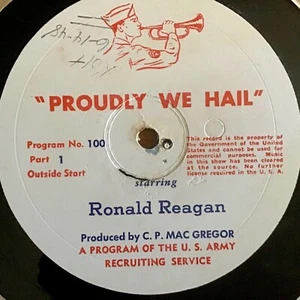 6-14-48
"PROUDLY WE HAIL"
Program No. 100
Part 1
Outside Start
This record is the property of
The Government of the United
States and cannot be used for
commercial purposes. Music
in this show has been cleared
at the source. No further
license required in the U. S. A.
starring
Ronald Reagan
Produced by C. P. MAC GREGOR
A PROGRAM OF THE U. S. ARMY
RECRUITING SERVICE